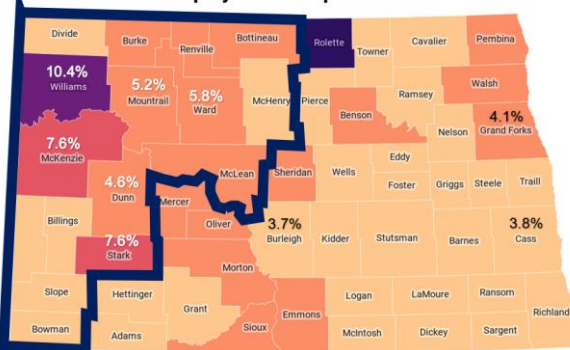 Divide
Burke
Renville
Bottineau
Rolette
Towner
Cavalier
Pembina
10.4%
Williams
5.2%
Mountrail
5.8%
Ward
McHenry
Pierce
Benson
Ramsey
Walsh
Nelson
4.1%
Grand Forks
7.6%
McKenzie
4.6%
Dunn
McLean
Sheridan
Wells
Eddy
Foster
Griggs
Steele
Traill
Mercer
Oliver
Billings
7.6%
Stark
3.7%
Burleigh
Kidder
Stutsman
Barnes
3.8%
Cass
Morton
Slope
Hettinger
Grant
Sioux
Emmons
Logan
LaMoure
Ransom
Richland
Bowman
Adams
McIntosh
Dickey
Sargent